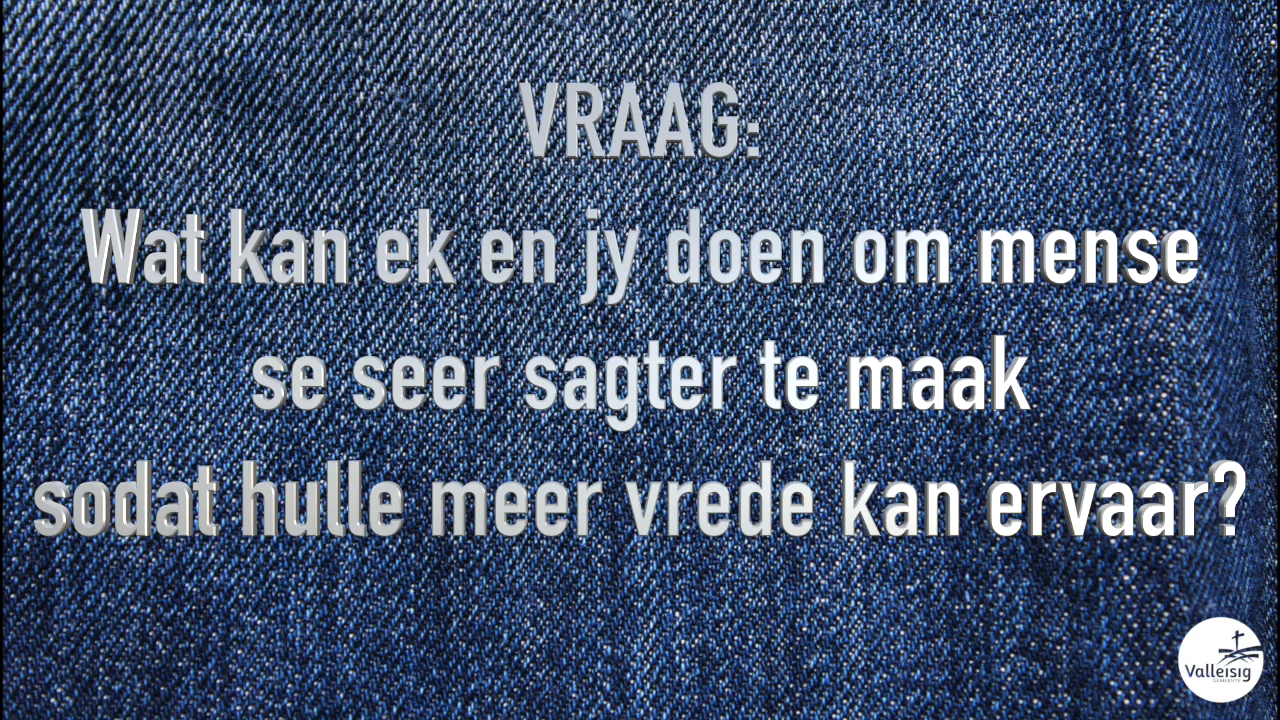 VRAAG:
Wat kan ek en jy doen om mense
se seer sagter te maak
sodat hulle meer vrede kan ervaar?
Valleisig
GEMEENTE